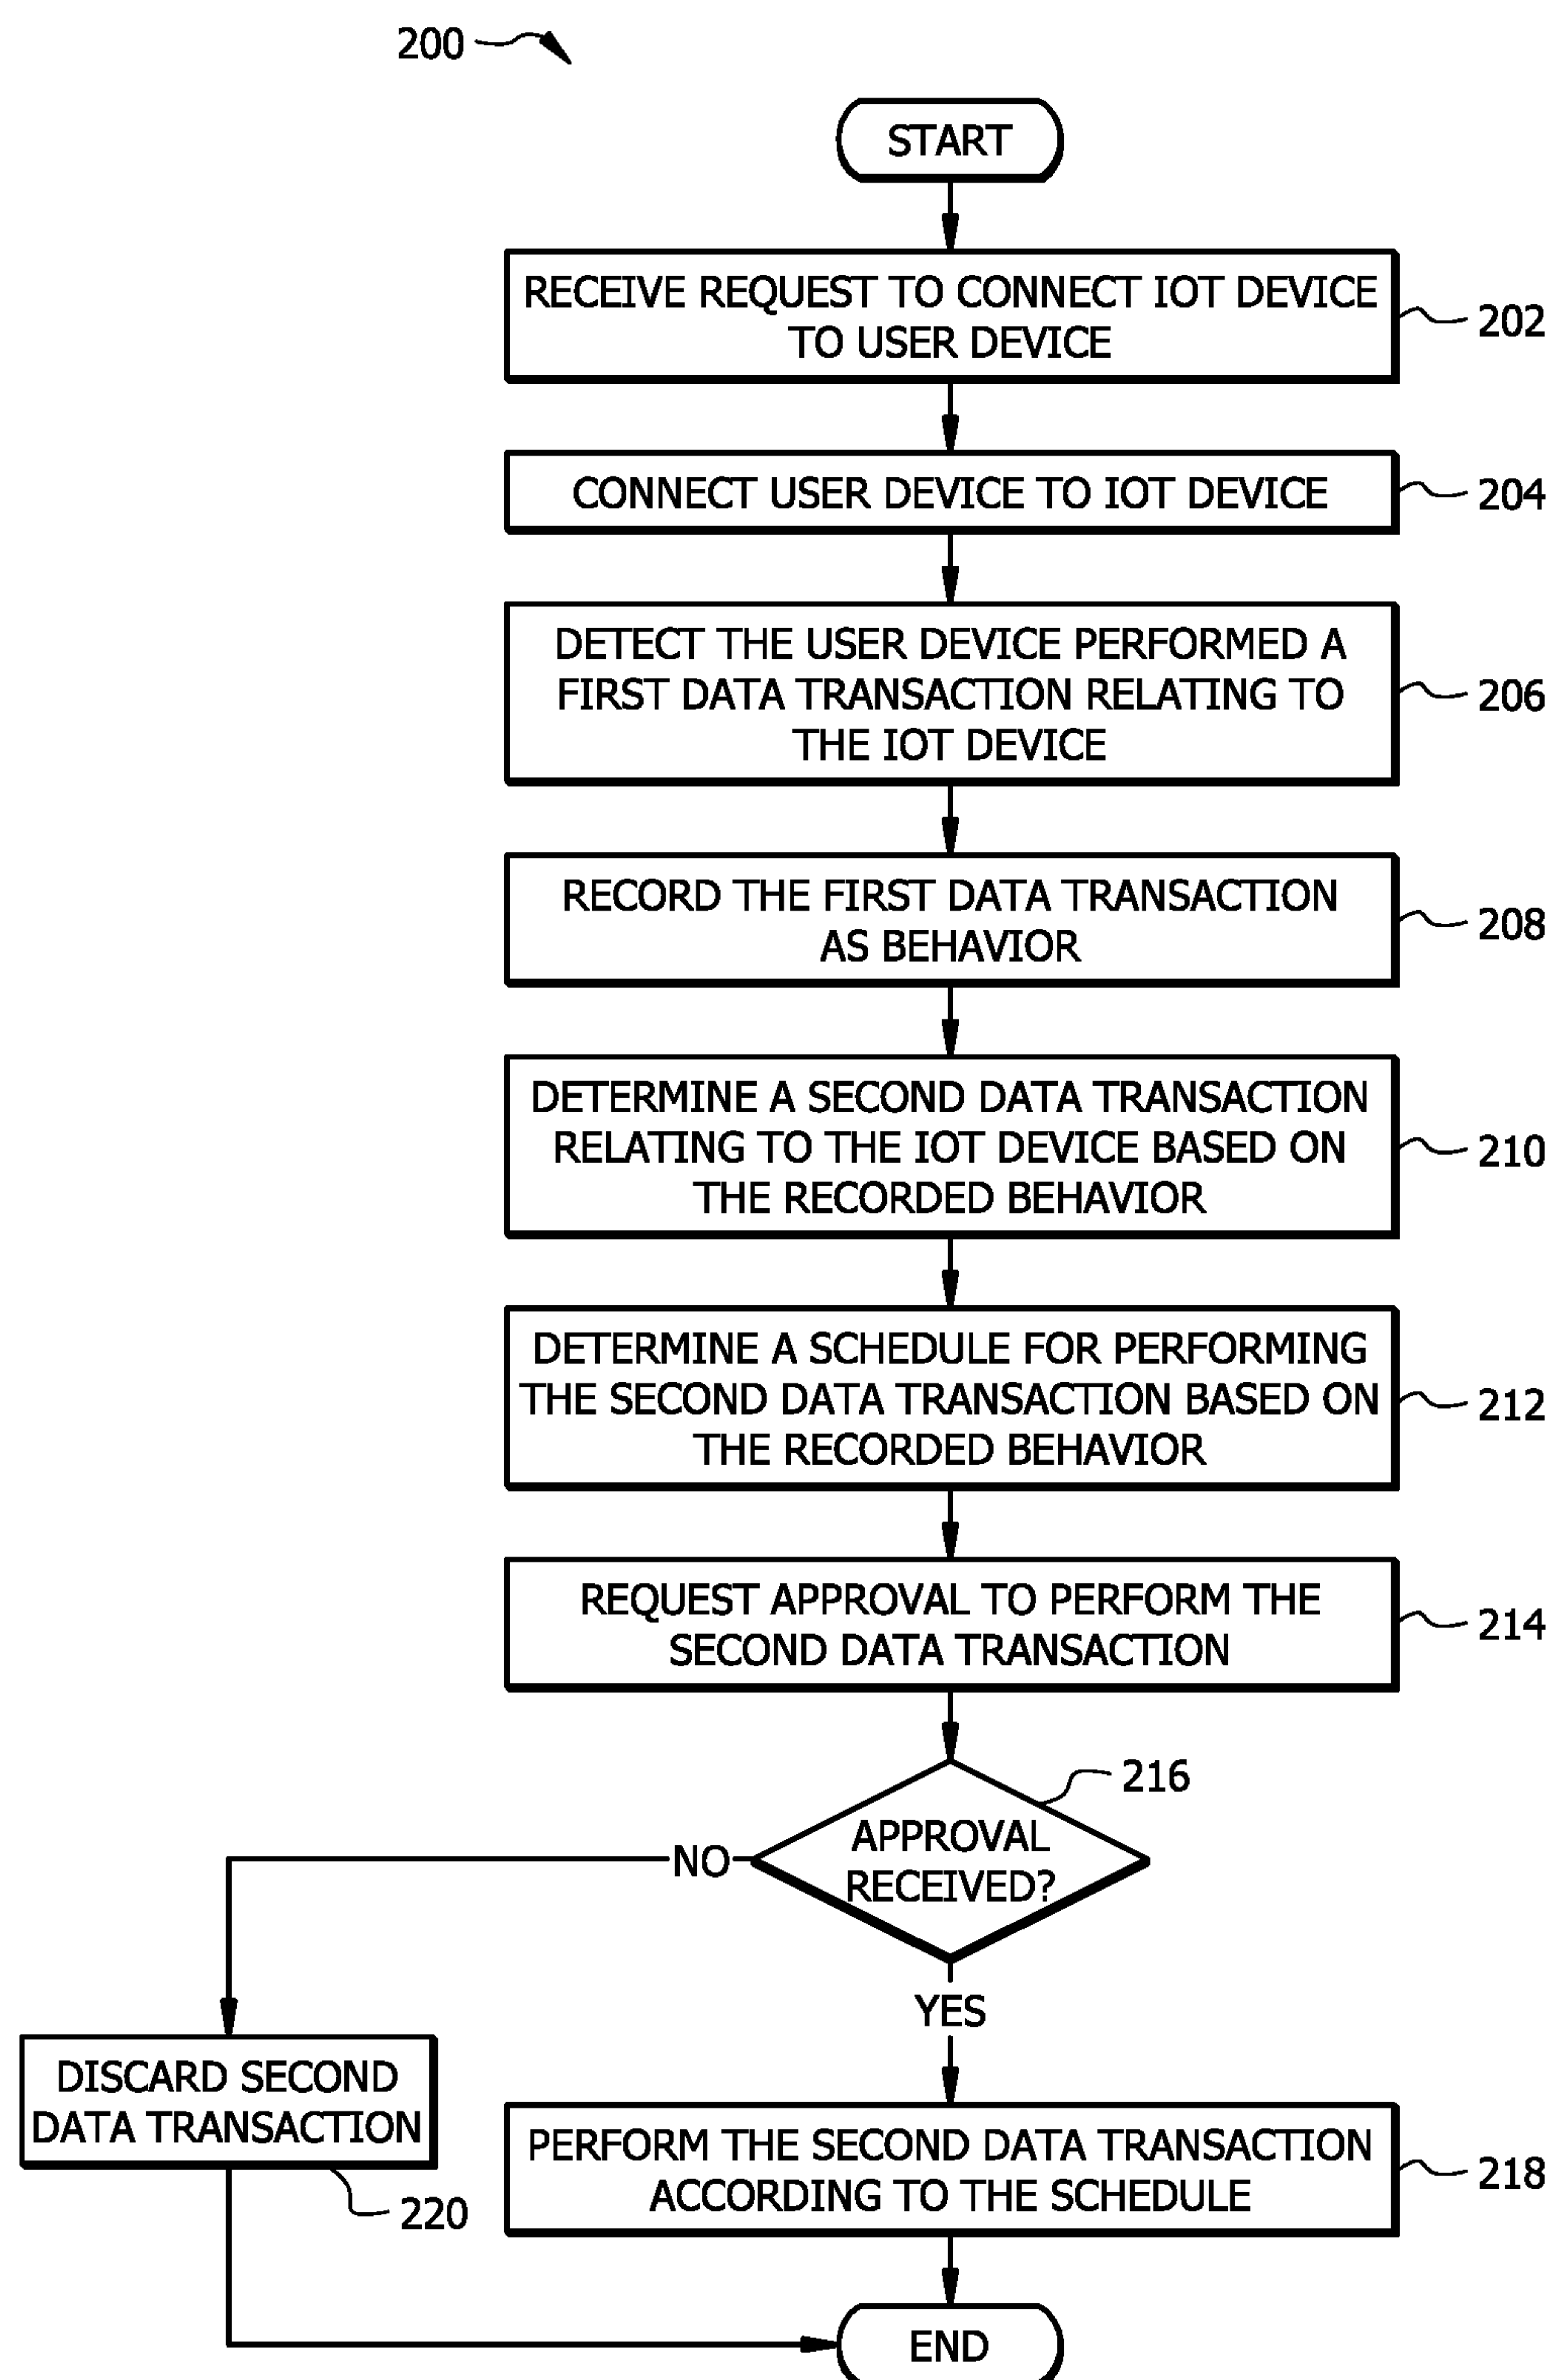 200
START
RECEIVE REQUEST TO CONNECT IOT DEVICE
TO USER DEVICE
202
CONNECT USER DEVICE TO IOT DEVICE
204
DETECT THE USER DEVICE PERFORMED A
FIRST DATA TRANSACTION RELATING TO
THE IOT DEVICE
206
RECORD THE FIRST DATA TRANSACTION
AS BEHAVIOR
208
DETERMINE A SECOND DATA TRANSACTION
RELATING TO THE IOT DEVICE BASED ON
THE RECORDED BEHAVIOR
210
DETERMINE A SCHEDULE FOR PERFORMING
THE SECOND DATA TRANSACTION BASED ON
THE RECORDED BEHAVIOR
212
REQUEST APPROVAL TO PERFORM THE
SECOND DATA TRANSACTION
214
216
APPROVAL
RECEIVED?
NO
YES
DISCARD SECOND
DATA TRANSACTION
220
PERFORM THE SECOND DATA TRANSACTION
ACCORDING TO THE SCHEDULE
218
END